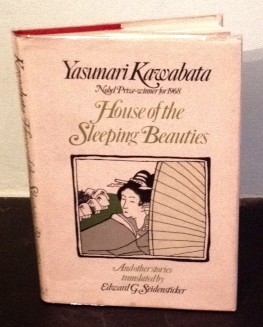 Yasunari Kawabata
Nobel Prize-winner for 1968
House of the
Sleeping Beauties
And other stories
translated by
Edward G. Seidensticker